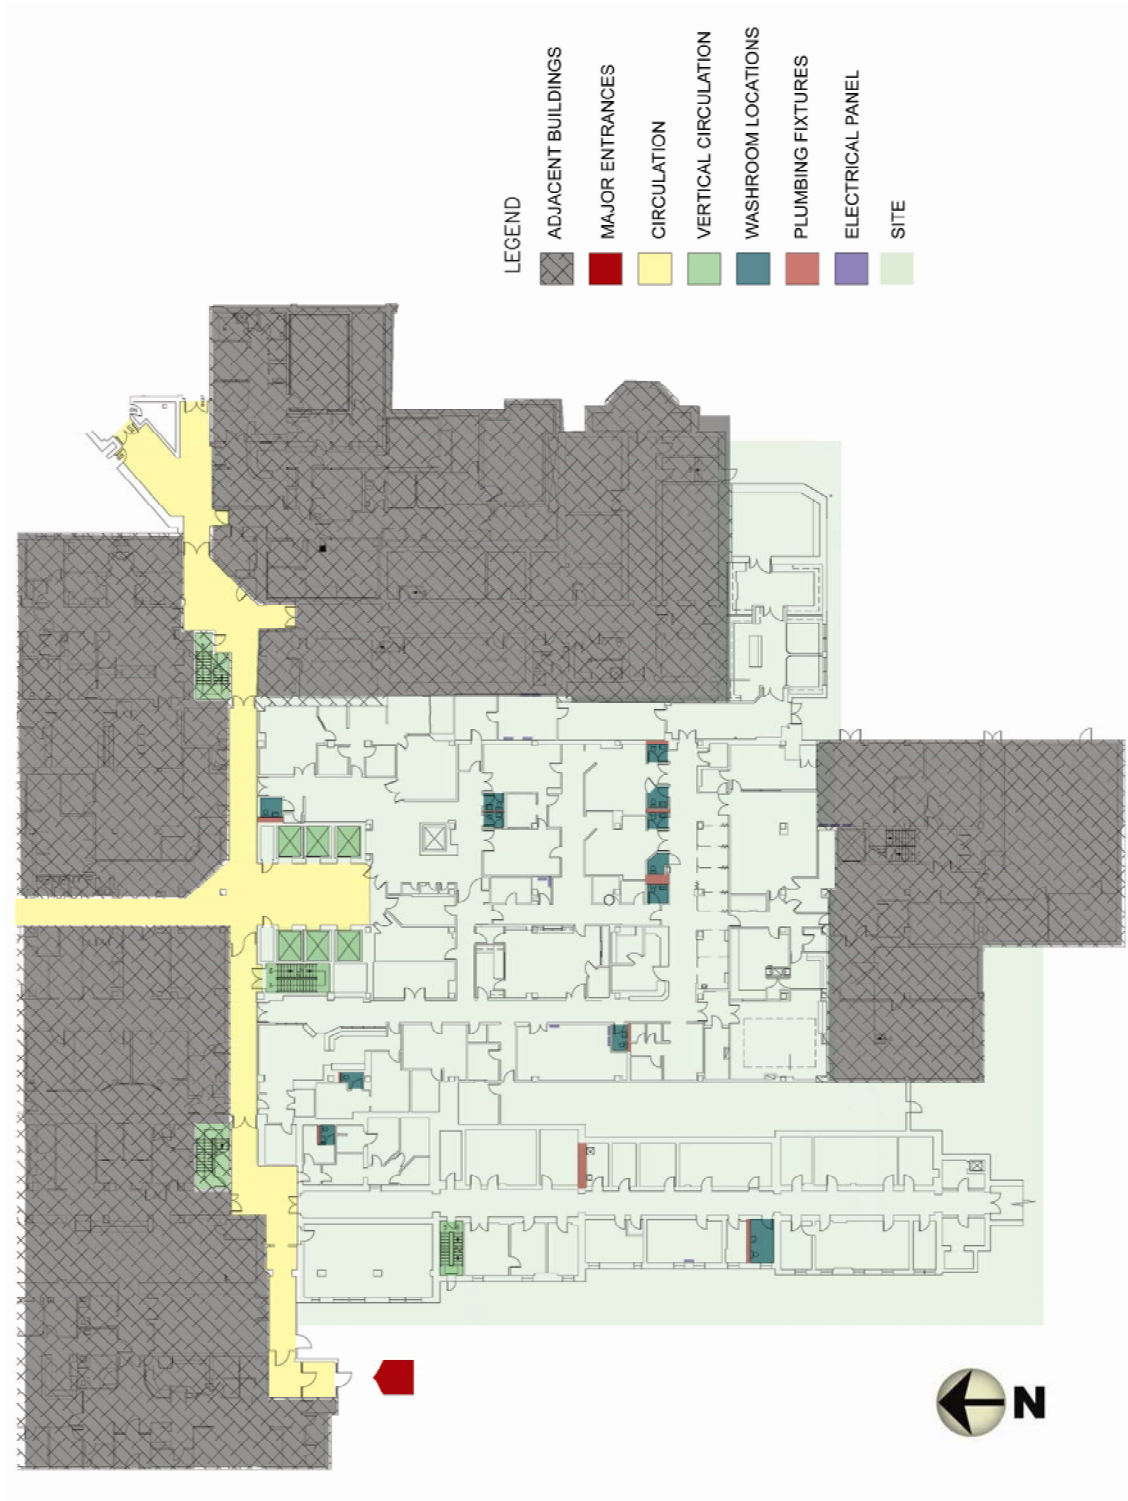 LEGEND
ADJACENT BUILDINGS
MAJOR ENTRANCES
CIRCULATION
VERTICAL CIRCULATION
WASHROOM LOCATIONS
PLUMBING FIXTURES
ELECTRICAL PANEL
SITE
N